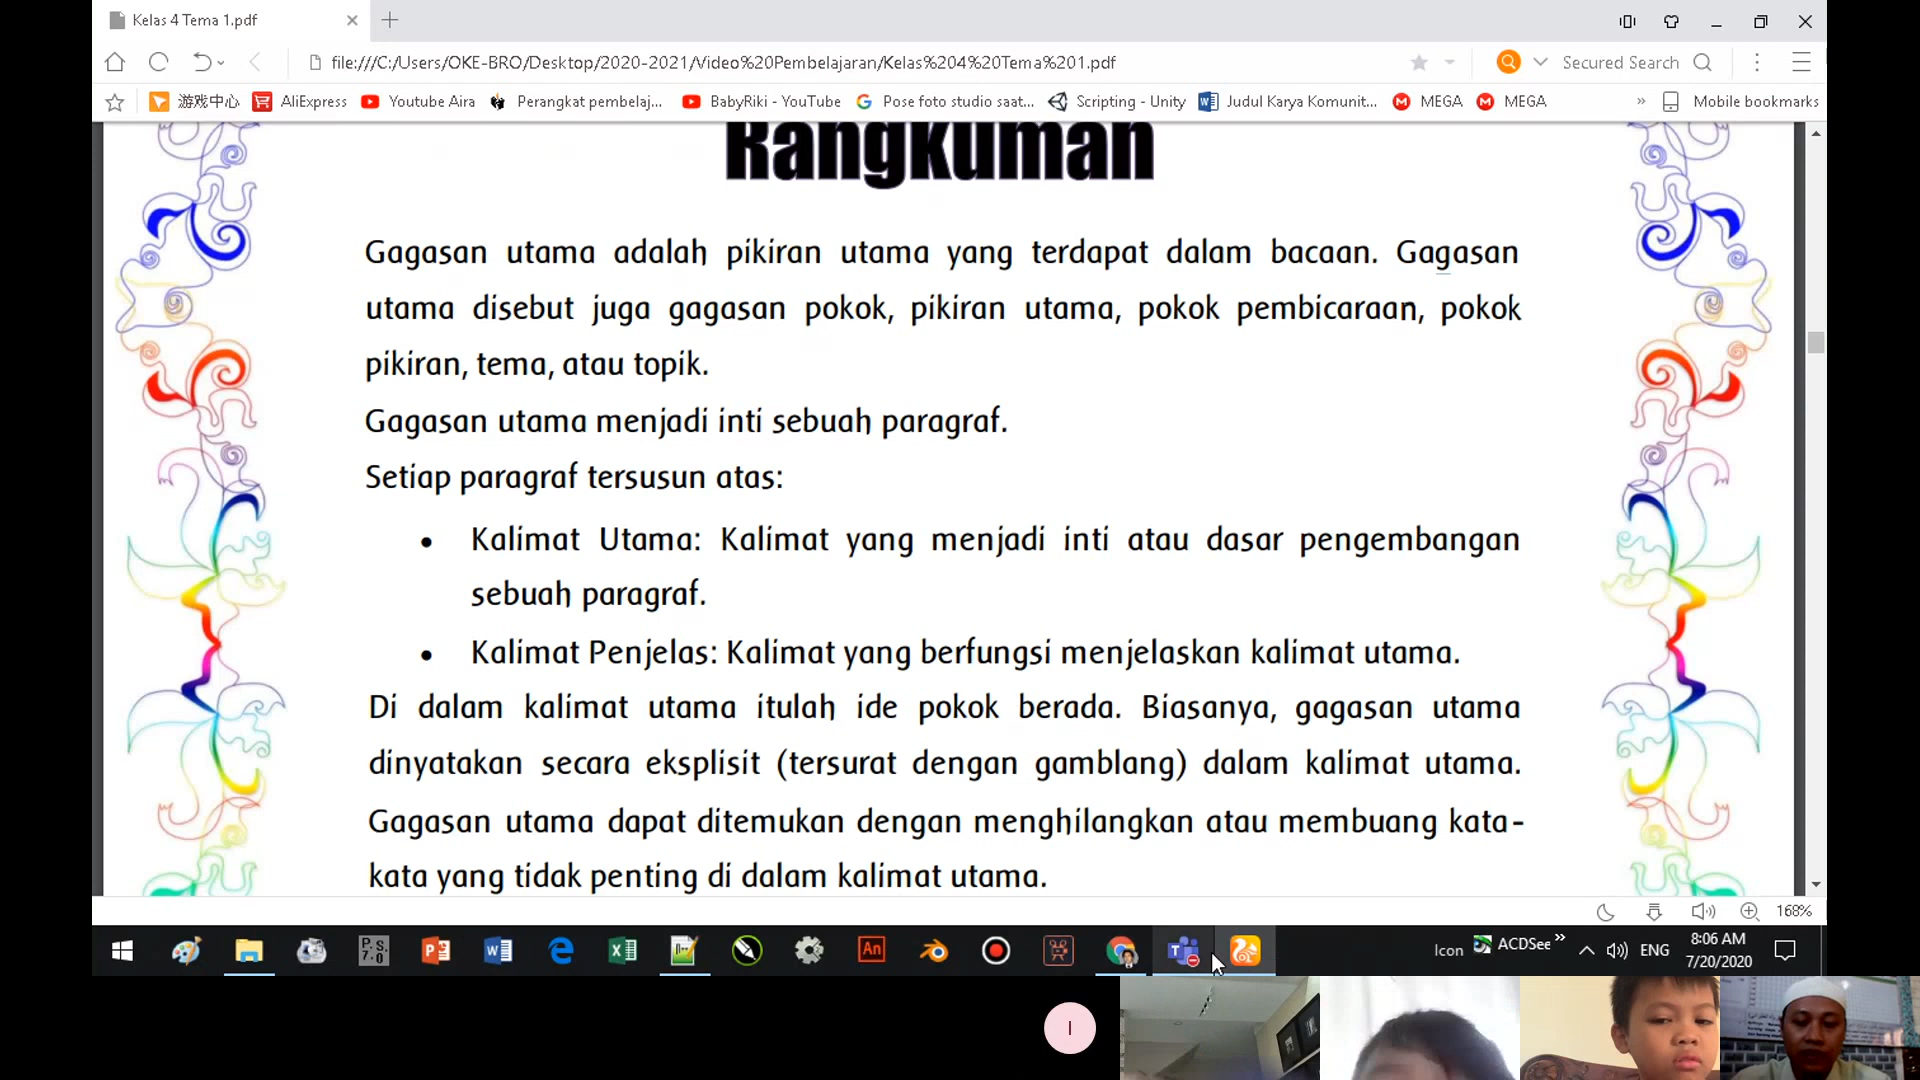 Kelas 4 Tema 1.pdf
file:///C:/Users/OKE-BRO/Desktop/2020-2021/Video%20Pembelajaran/Kelas%204%20Tema%201.pdf
Secured Search
游戏中心 AliExpress Youtube Aira Perangkat pembelaj... BabyRiki - YouTube Pose foto studio saat... Scripting - Unity Judul Karya Komunit... MEGA MEGA » Mobile bookmarks
Rangkuman
Gagasan utama adalah pikiran utama yang terdapat dalam bacaan. Gagasan
utama disebut juga gagasan pokok, pikiran utama, pokok pembicaraan, pokok
pikiran, tema, atau topik.
Gagasan utama menjadi inti sebuah paragraf.
Setiap paragraf tersusun atas:
• Kalimat Utama: Kalimat yang menjadi inti atau dasar pengembangan
sebuah paragraf.
• Kalimat Penjelas: Kalimat yang berfungsi menjelaskan kalimat utama.
Di dalam kalimat utama itulah ide pokok berada. Biasanya, gagasan utama
dinyatakan secara eksplisit (tersurat dengan gamblang) dalam kalimat utama.
Gagasan utama dapat ditemukan dengan menghilangkan atau membuang kata-
kata yang tidak penting di dalam kalimat utama.
168%
Icon ACDSee » ENG 8:06 AM
7/20/2020
I